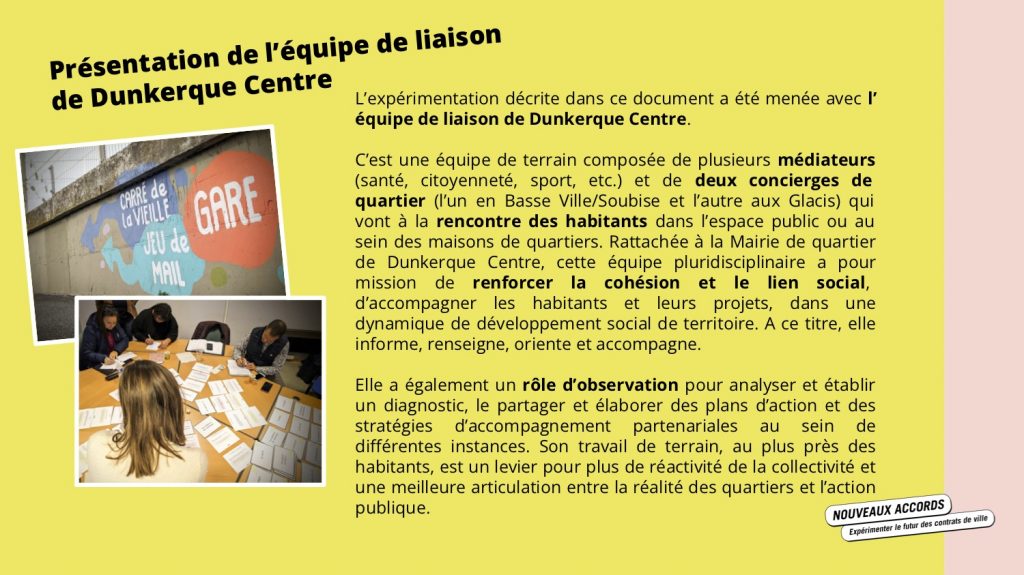 Présentation de l’équipe de liaison
de Dunkerque Centre
L’expérimentation décrite dans ce document a été menée avec l’
équipe de liaison de Dunkerque Centre.
C’est une équipe de terrain composée de plusieurs médiateurs
(santé, citoyenneté, sport, etc.) et de deux concierges de
quartier (l’un en Basse Ville/Soubise et l’autre aux Glacis) qui
vont à la rencontre des habitants dans l’espace public ou au
sein des maisons de quartiers. Rattachée à la Mairie de quartier
de Dunkerque Centre, cette équipe pluridisciplinaire a pour
mission de renforcer la cohésion et le lien social,
d’accompagner les habitants et leurs projets, dans une
dynamique de développement social de territoire. A ce titre, elle
informe, renseigne, oriente et accompagne.
Elle a également un rôle d’observation pour analyser et établir
un diagnostic, le partager et élaborer des plans d’action et des
stratégies d’accompagnement partenariales au sein de
différentes instances. Son travail de terrain, au plus près des
habitants, est un levier pour plus de réactivité de la collectivité et
une meilleure articulation entre la réalité des quartiers et l’action
publique.
CARRÉ de
la VIEILLE
GARE
JEU de
MAIL
NOUVEAUX ACCORDS
Expérimenter le futur des contrats de ville